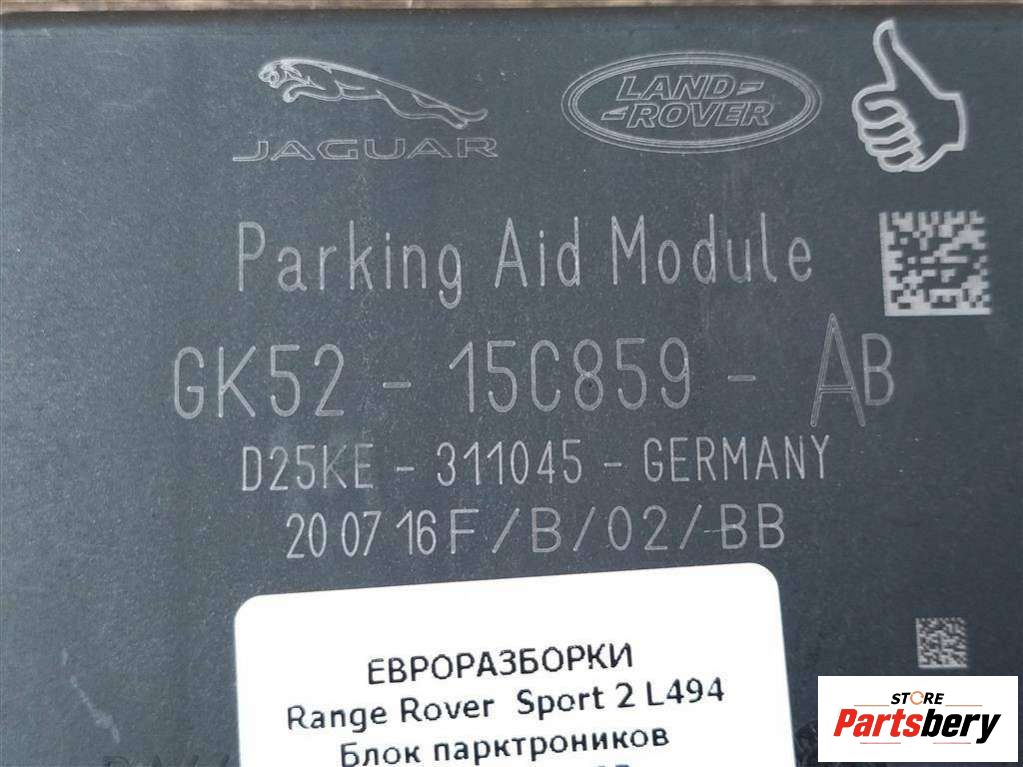 JAGUAR
LAND-
-ROVER
Parking Aid Module
GK52 - 15C859 - AB
D25KE - 311045 - GERMANY
20 07 16 F/B/02/BB
ЕВРОРАЗБОРКИ
Range Rover Sport 2 L494
Блок парктроников
STORE
Partsbery